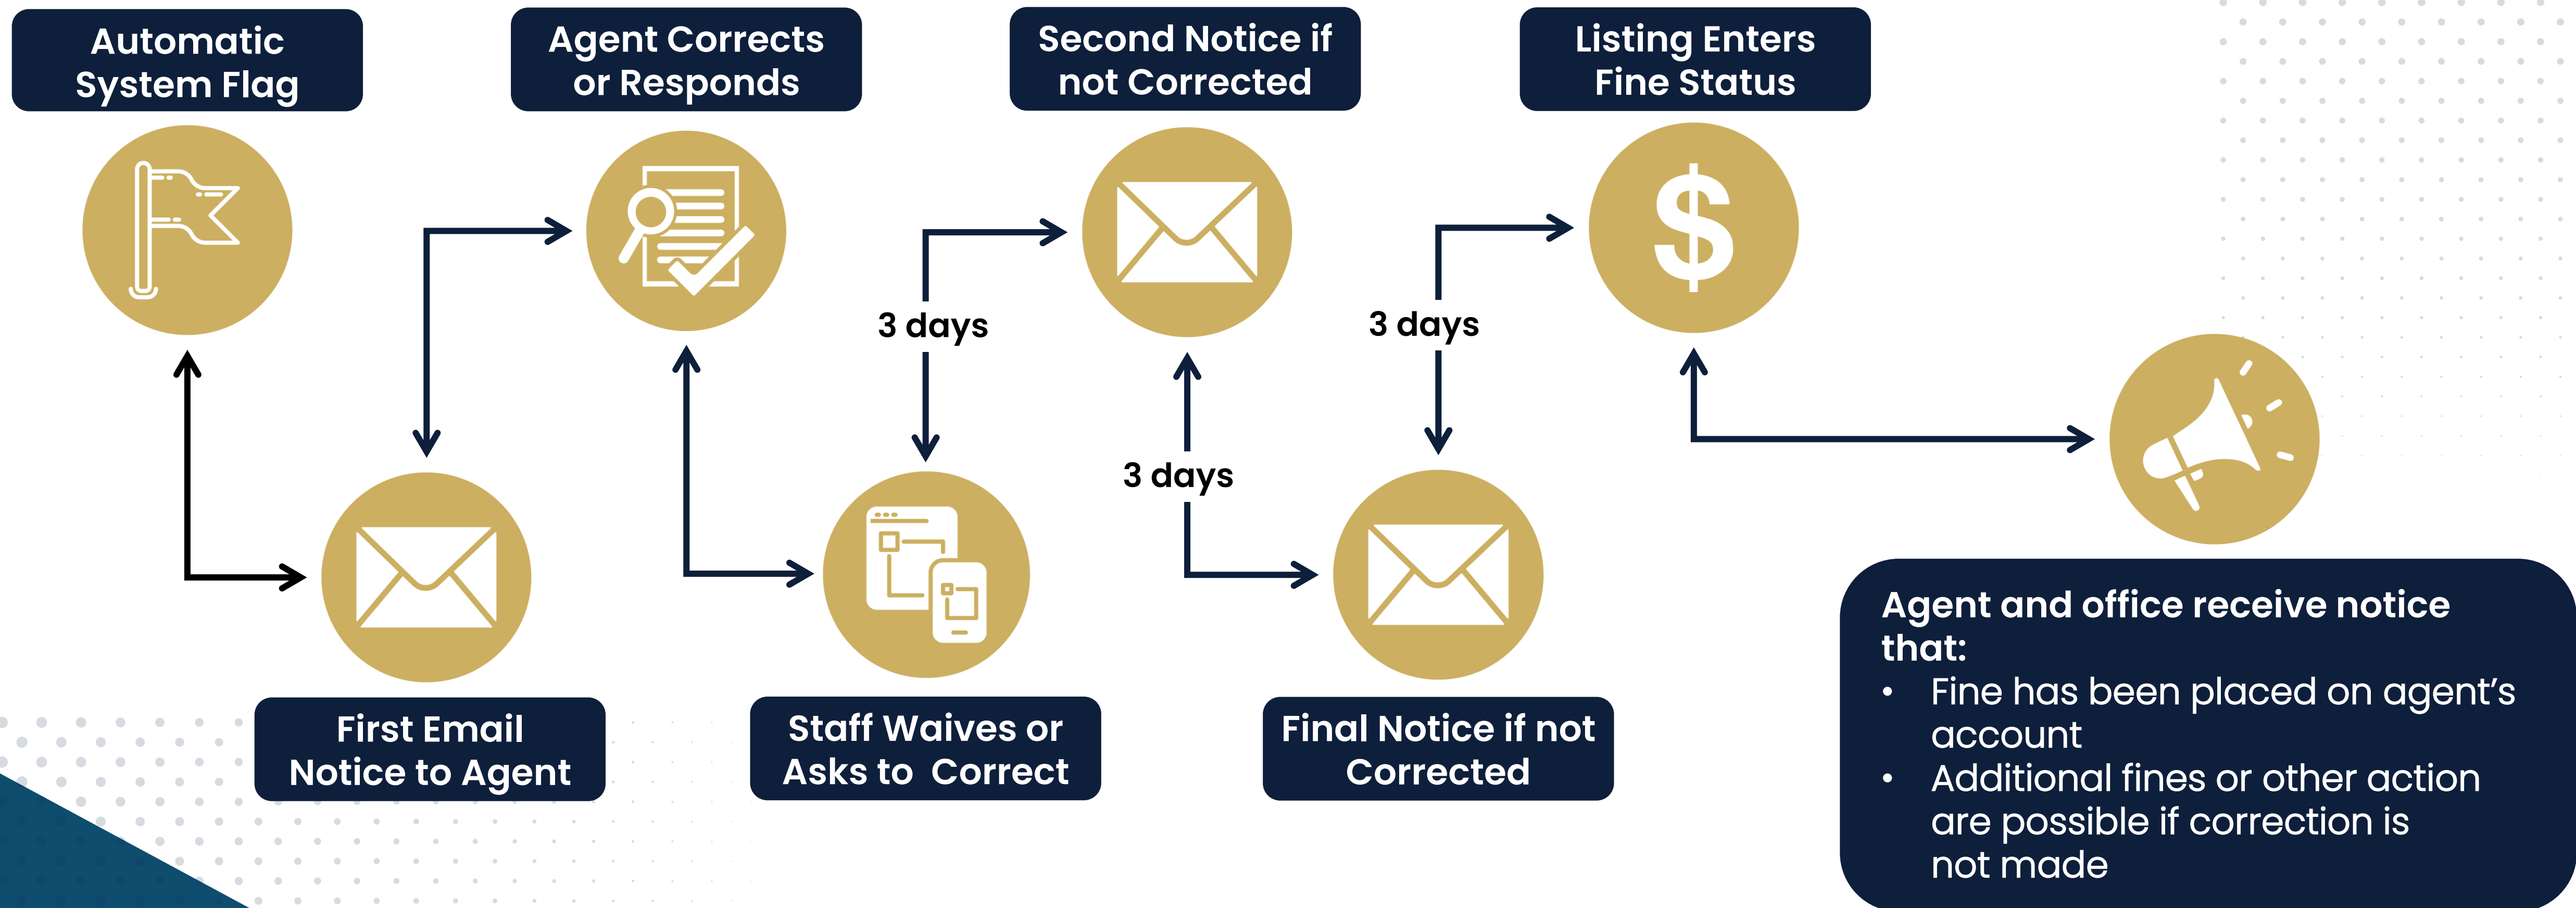 Automatic
System Flag
First Email
Notice to Agent
Agent Corrects
or Responds
Staff Waives or
Asks to  Correct
3 days
Second Notice if
not Corrected
3 days
Final Notice if not
Corrected
3 days
Listing Enters
Fine Status
$
Agent and office receive notice
that:
• Fine has been placed on agent’s
account
• Additional fines or other action
are possible if correction is
not made